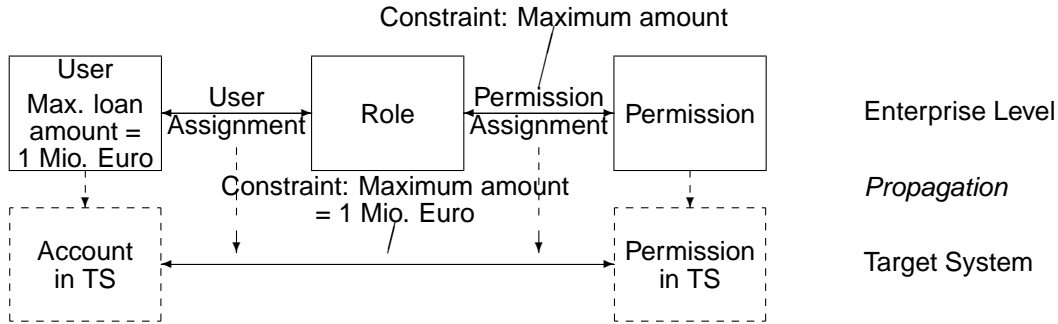 Constraint: Maximum amount
User
Max. loan
amount =
1 Mio. Euro
User
Assignment
Role
Permission
Assignment
Permission
Enterprise Level
Constraint: Maximum amount
= 1 Mio. Euro
Propagation
Account
in TS
Permission
in TS
Target System